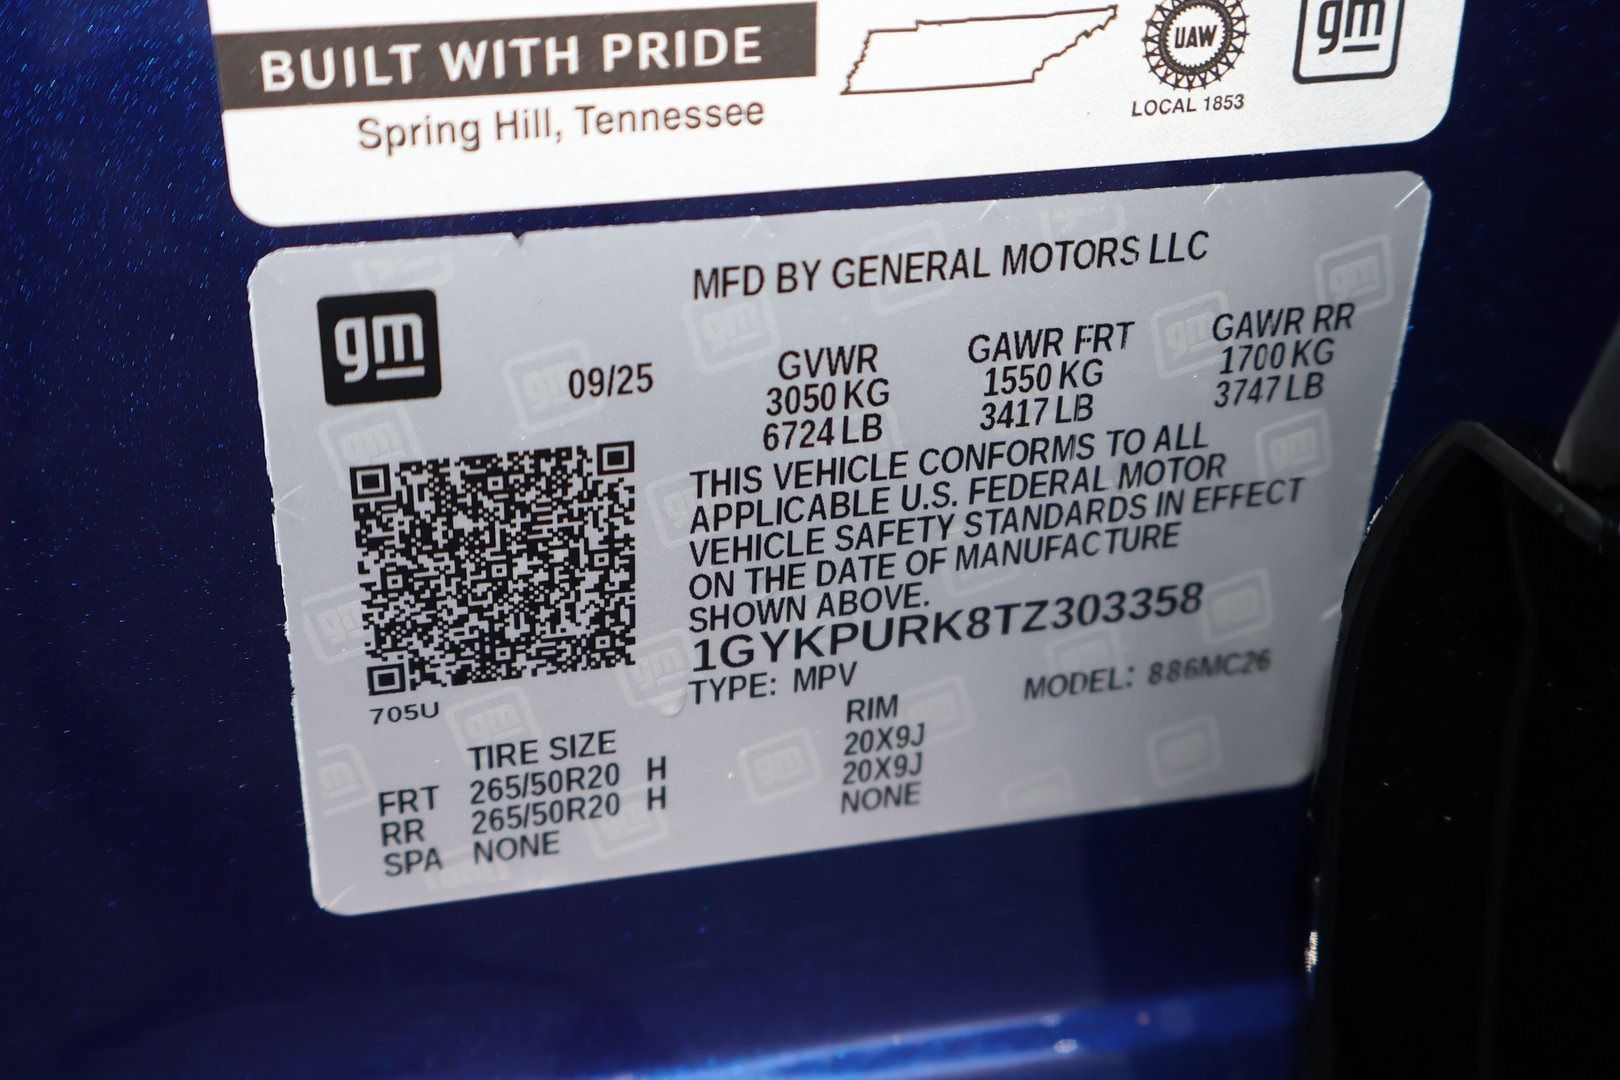 BUILT WITH PRIDE
Spring Hill, Tennessee
UAW
LOCAL 1853
gm
MFD BY GENERAL MOTORS LLC
gm
09/25
GVWR GAWR FRT GAWR RR
3050 KG 1550 KG 1700 KG
6724 LB 3417 LB 3747 LB
THIS VEHICLE CONFORMS TO ALL
APPLICABLE U.S. FEDERAL MOTOR
VEHICLE SAFETY STANDARDS IN EFFECT
ON THE DATE OF MANUFACTURE
SHOWN ABOVE.
1GYKPURK8TZ303358
TYPE: MPV MODEL: 886MC26
705U
TIRE SIZE RIM
FRT 265/50R20 H 20X9J
RR 265/50R20 H 20X9J
SPA NONE NONE